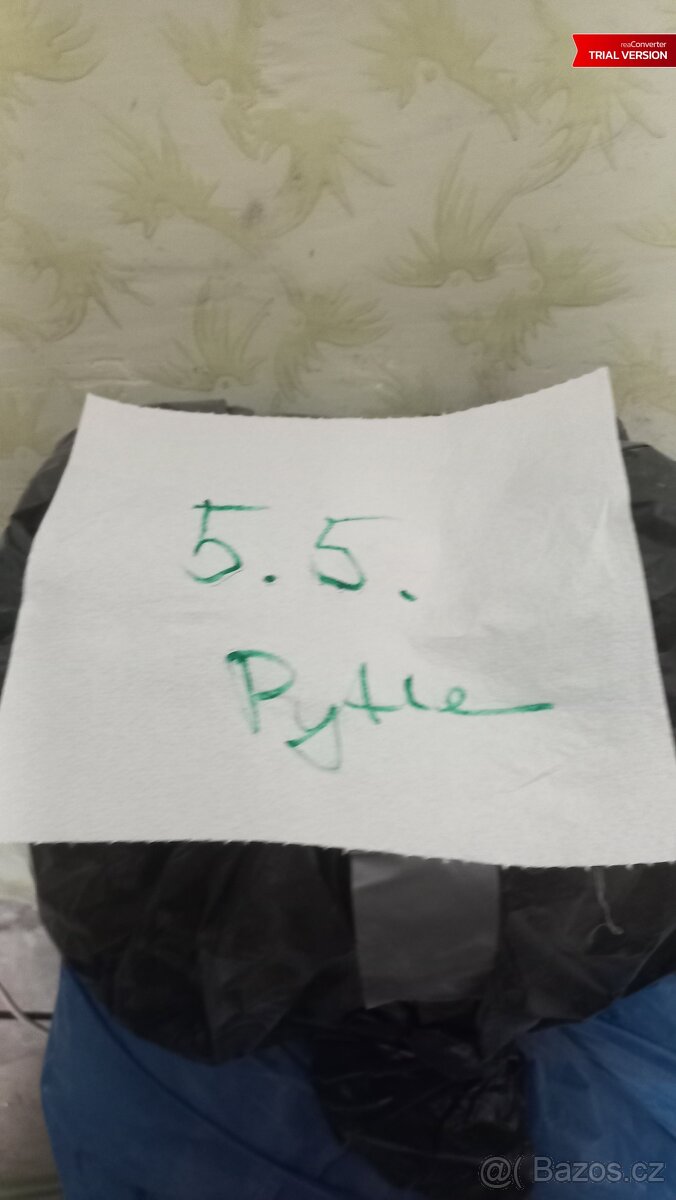 reaConverter
TRIAL VERSION
5.5.
Pytle
@( Bazos.cz